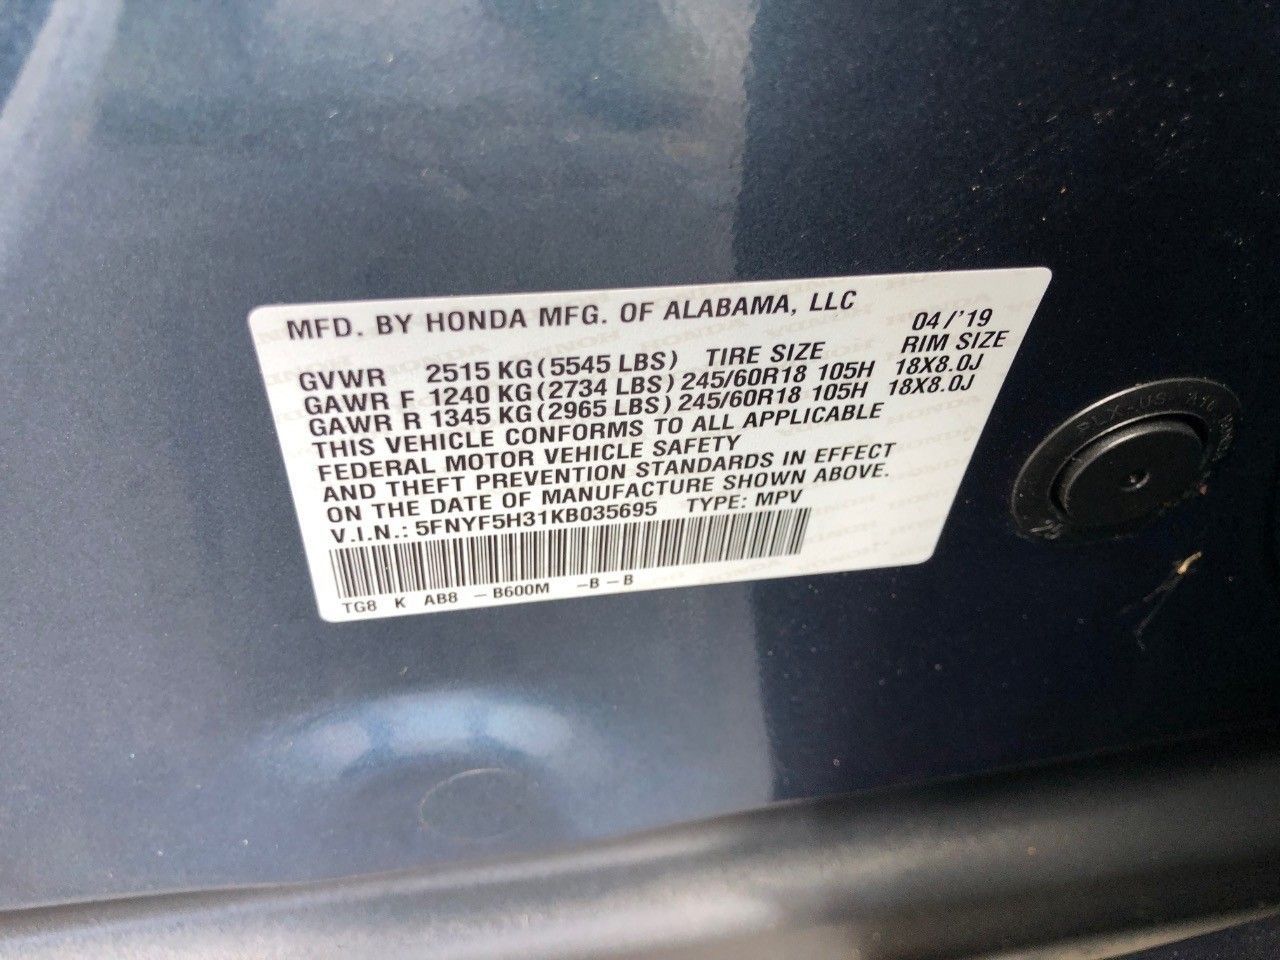 MFD. BY HONDA MFG. OF ALABAMA, LLC
04/'19
GVWR 2515 KG (5545 LBS) TIRE SIZE RIM SIZE
GAWR F 1240 KG (2734 LBS) 245/60R18 105H 18X8.0J
GAWR R 1345 KG (2965 LBS) 245/60R18 105H 18X8.0J
THIS VEHICLE CONFORMS TO ALL APPLICABLE
FEDERAL MOTOR VEHICLE SAFETY
AND THEFT PREVENTION STANDARDS IN EFFECT
ON THE DATE OF MANUFACTURE SHOWN ABOVE.
V.I.N.: 5FNYF5H31KB035695 TYPE: MPV
TG8 K AB8 -B600M -B-B